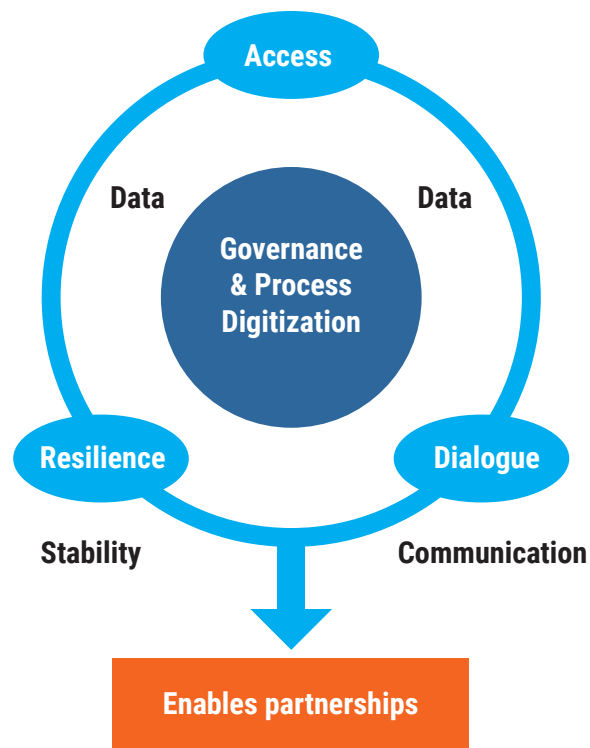 Access
Data
Data
Governance
& Process
Digitization
Resilience
Dialogue
Stability
Communication
Enables partnerships